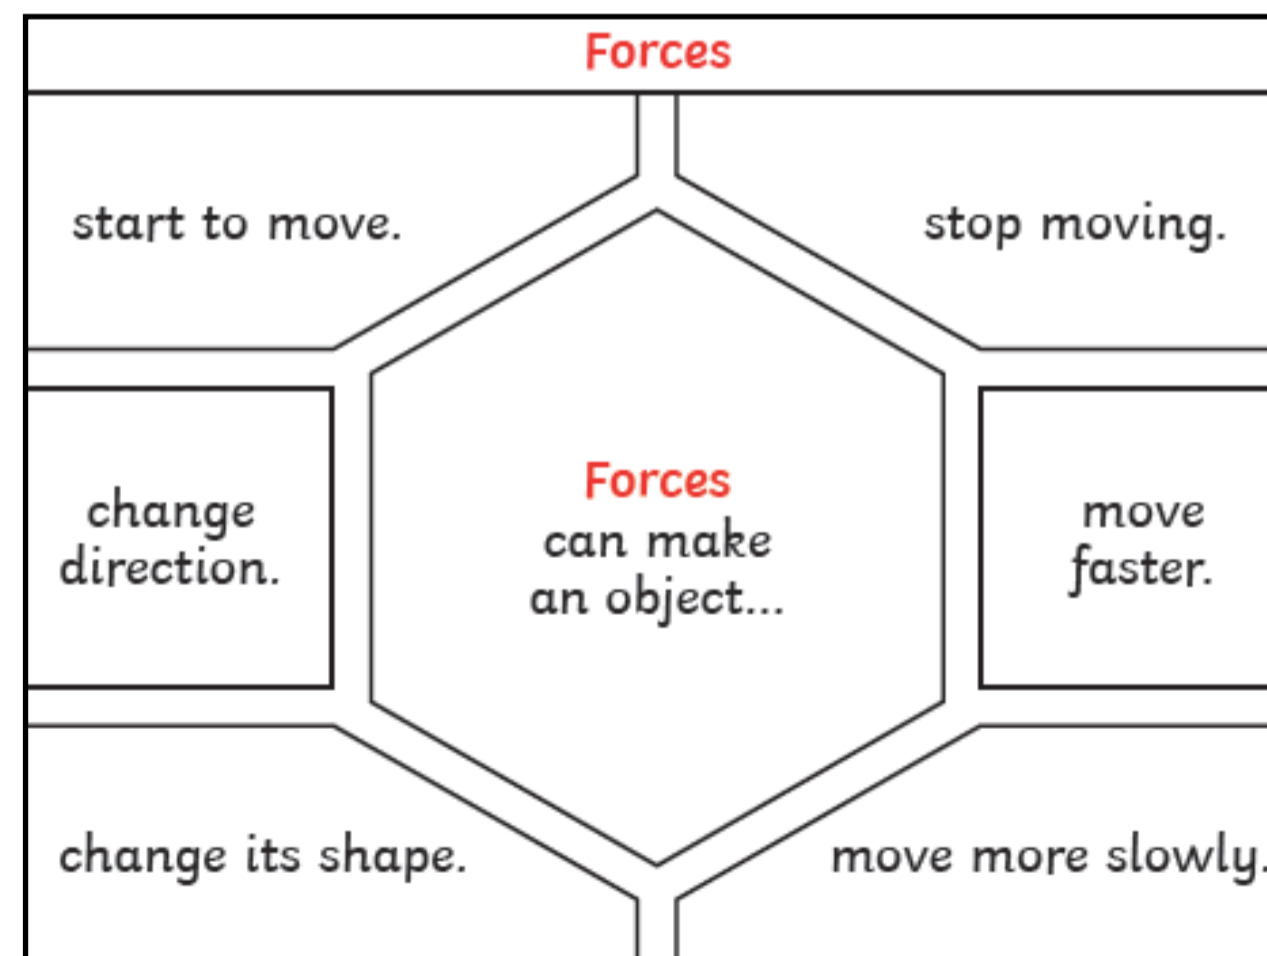 Forces
start to move.
stop moving.
change
direction.
Forces
can make
an object...
move
faster.
change its shape.
move more slowly.